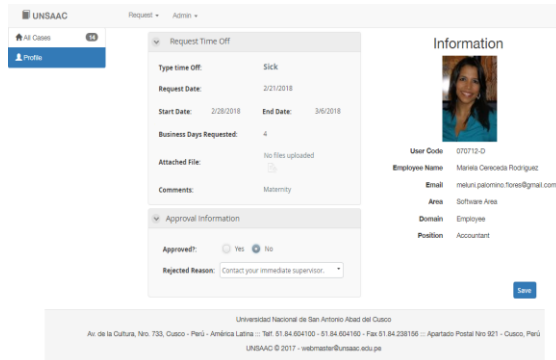 UNSAAC Request Admin
All Cases 14
Profile
Request Time Off
Type time Off: Sick
Request Date: 2/21/2018
Start Date: 2/28/2018 End Date: 3/6/2018
Business Days Requested: 4
Attached File: No files uploaded
Comments: Maternity
Approval Information
Approved?: Yes No
Rejected Reason: Contact your immediate supervisor.
Information
User Code 070712-D
Employee Name Mariela Cereceda Rodriguez
Email meluni.palomino.flores@gmail.com
Area Software Area
Domain Employee
Position Accountant
Save
Universidad Nacional de San Antonio Abad del Cusco
Av. de la Cultura, Nro. 733, Cusco - Perú - América Latina ::: Telf. 51.84.604100 - 51.84.604160 - Fax 51.84.238156 ::: Apartado Postal Nro 921 - Cusco, Perú
UNSAAC © 2017 - webmaster@unsaac.edu.pe